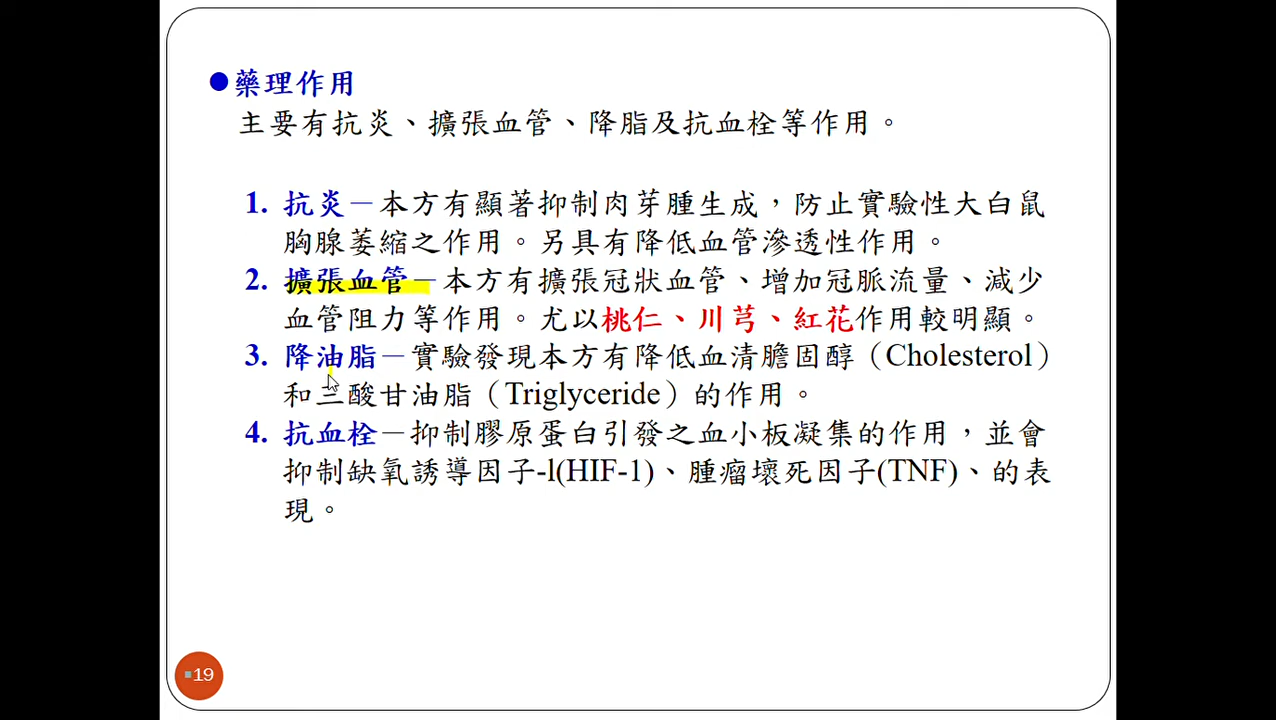 ●藥理作用
主要有抗炎、擴張血管、降脂及抗血栓等作用。
1. 抗炎－本方有顯著抑制肉芽腫生成，防止實驗性大白鼠
胸腺萎縮之作用。另具有降低血管滲透性作用。
2. 擴張血管－本方有擴張冠狀血管、增加冠脈流量、減少
血管阻力等作用。尤以桃仁、川芎、紅花作用較明顯。
3. 降油脂－實驗發現本方有降低血清膽固醇（Cholesterol）
和三酸甘油脂（Triglyceride）的作用。
4. 抗血栓－抑制膠原蛋白引發之血小板凝集的作用，並會
抑制缺氧誘導因子-l(HIF-1)、腫瘤壞死因子(TNF)、的表
現。
19